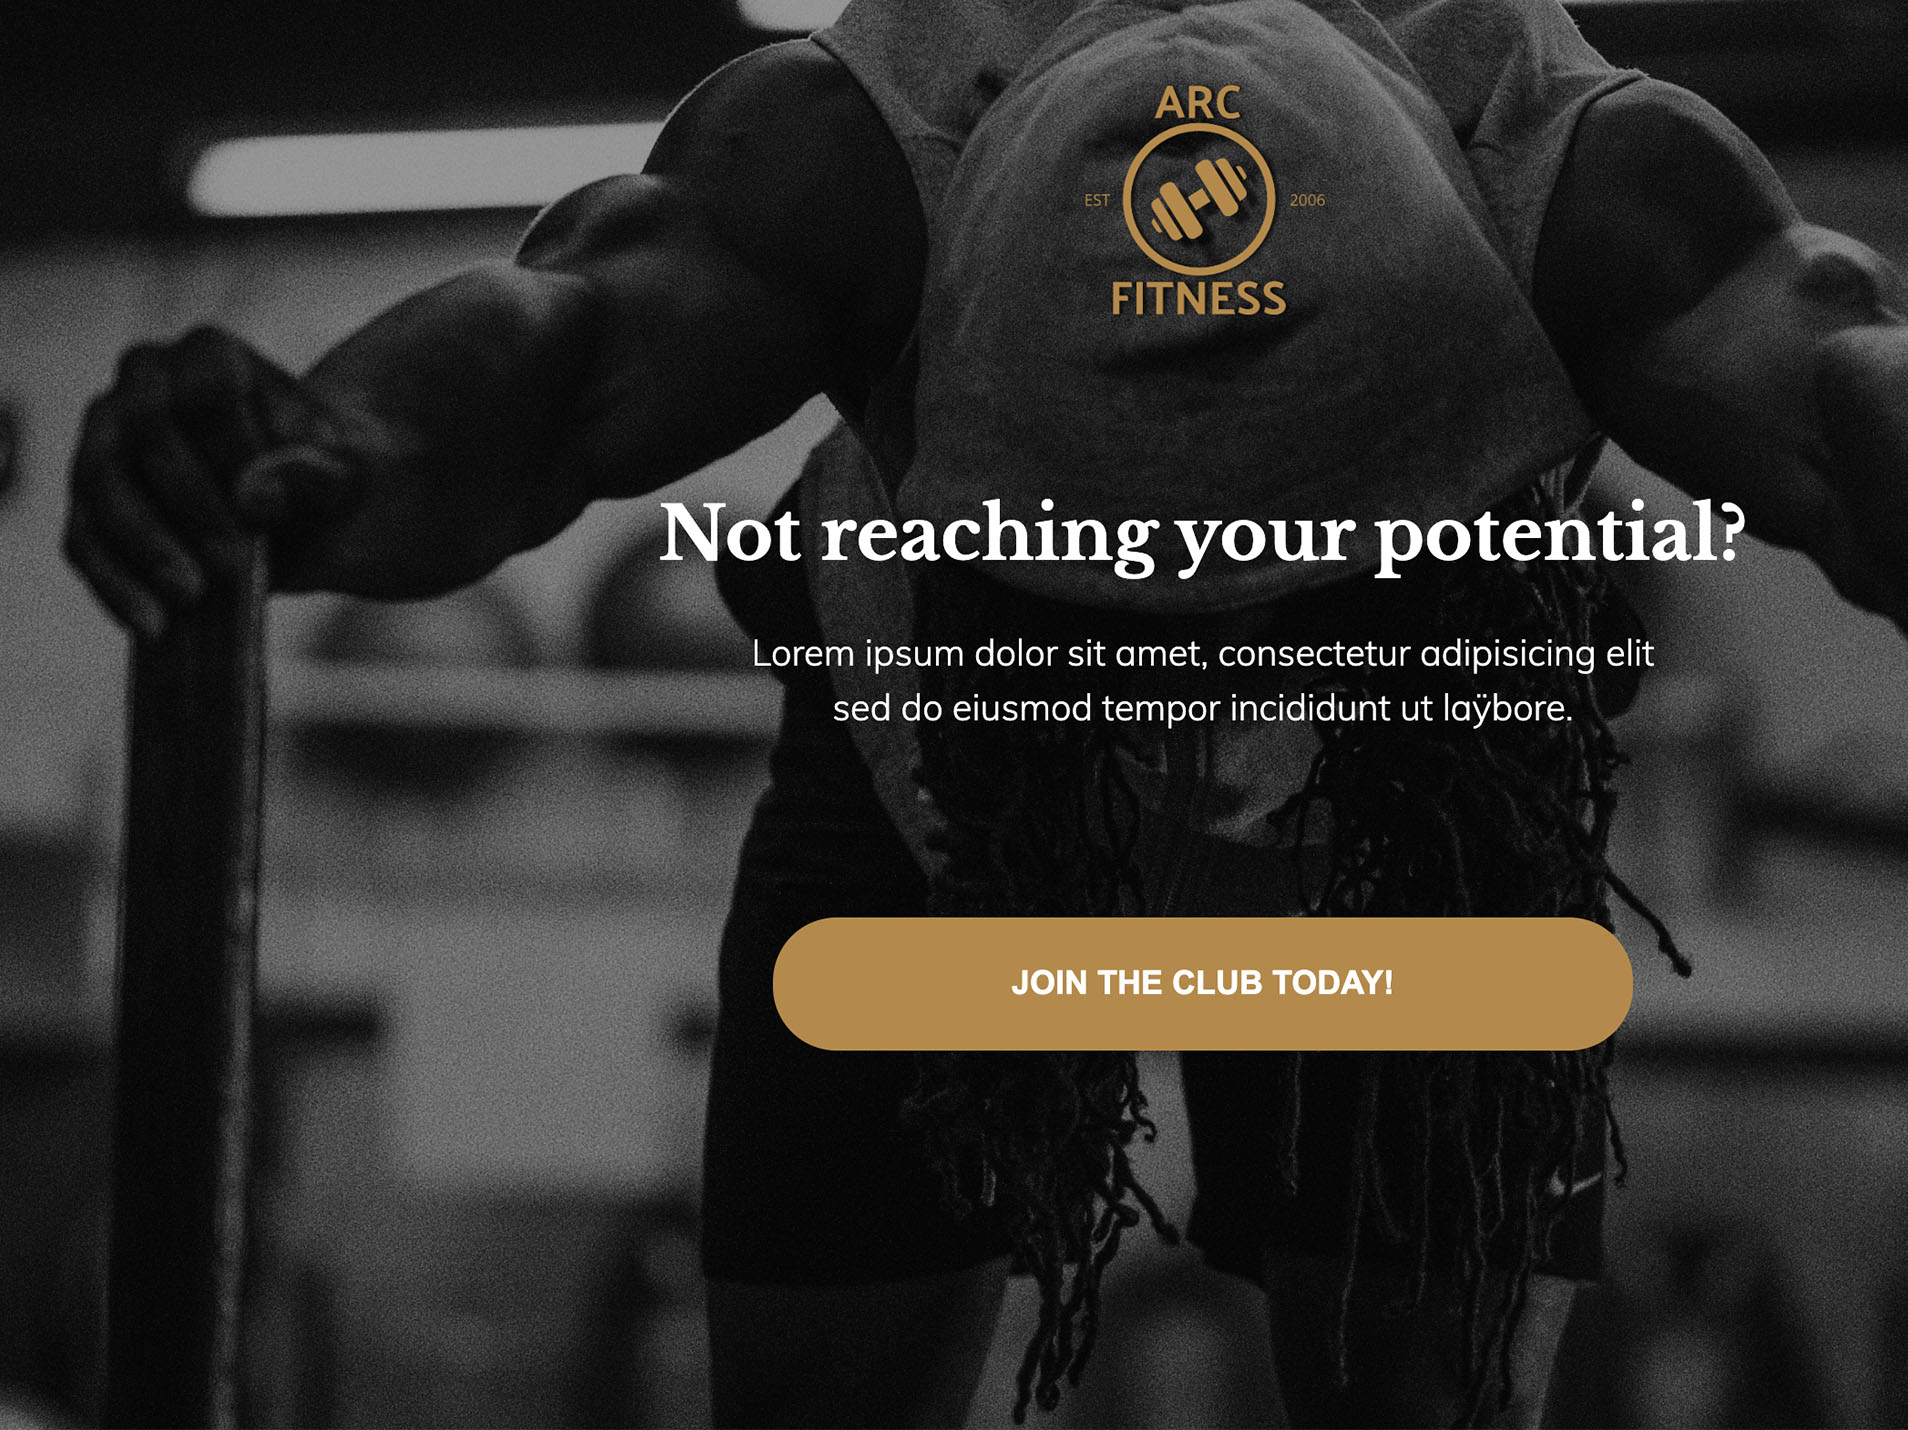 ARC
EST 2006
FITNESS
Not reaching your potential?
Lorem ipsum dolor sit amet, consectetur adipisicing elit
sed do eiusmod tempor incididunt ut laÿbore.
JOIN THE CLUB TODAY!